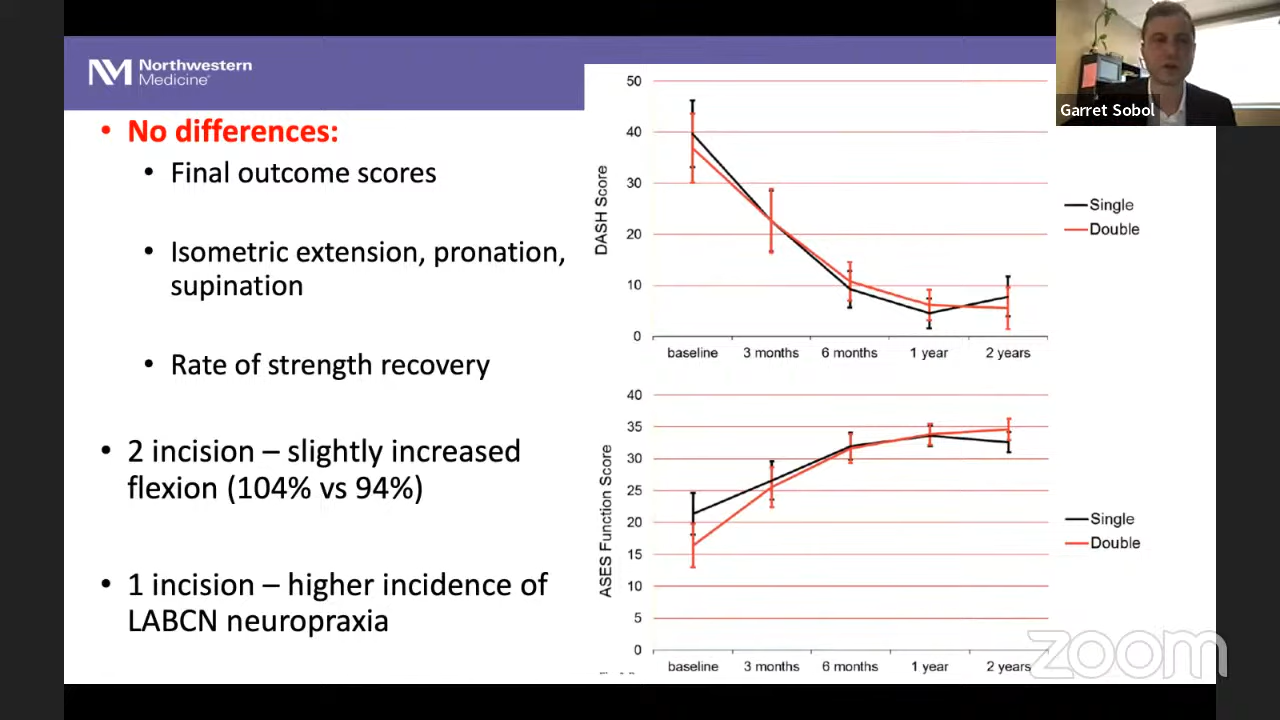 Northwestern
Medicine
Garret Sobol
• No differences:
• Final outcome scores
• Isometric extension, pronation,
supination
• Rate of strength recovery
• 2 incision – slightly increased
flexion (104% vs 94%)
• 1 incision – higher incidence of
LABCN neuropraxia
50
40
30
20
10
0
DASH Score
baseline 3 months 6 months 1 year 2 years
Single
Double
40
35
30
25
20
15
10
5
0
ASES Function Score
baseline 3 months 6 months 1 year 2 years
Single
Double
zoom